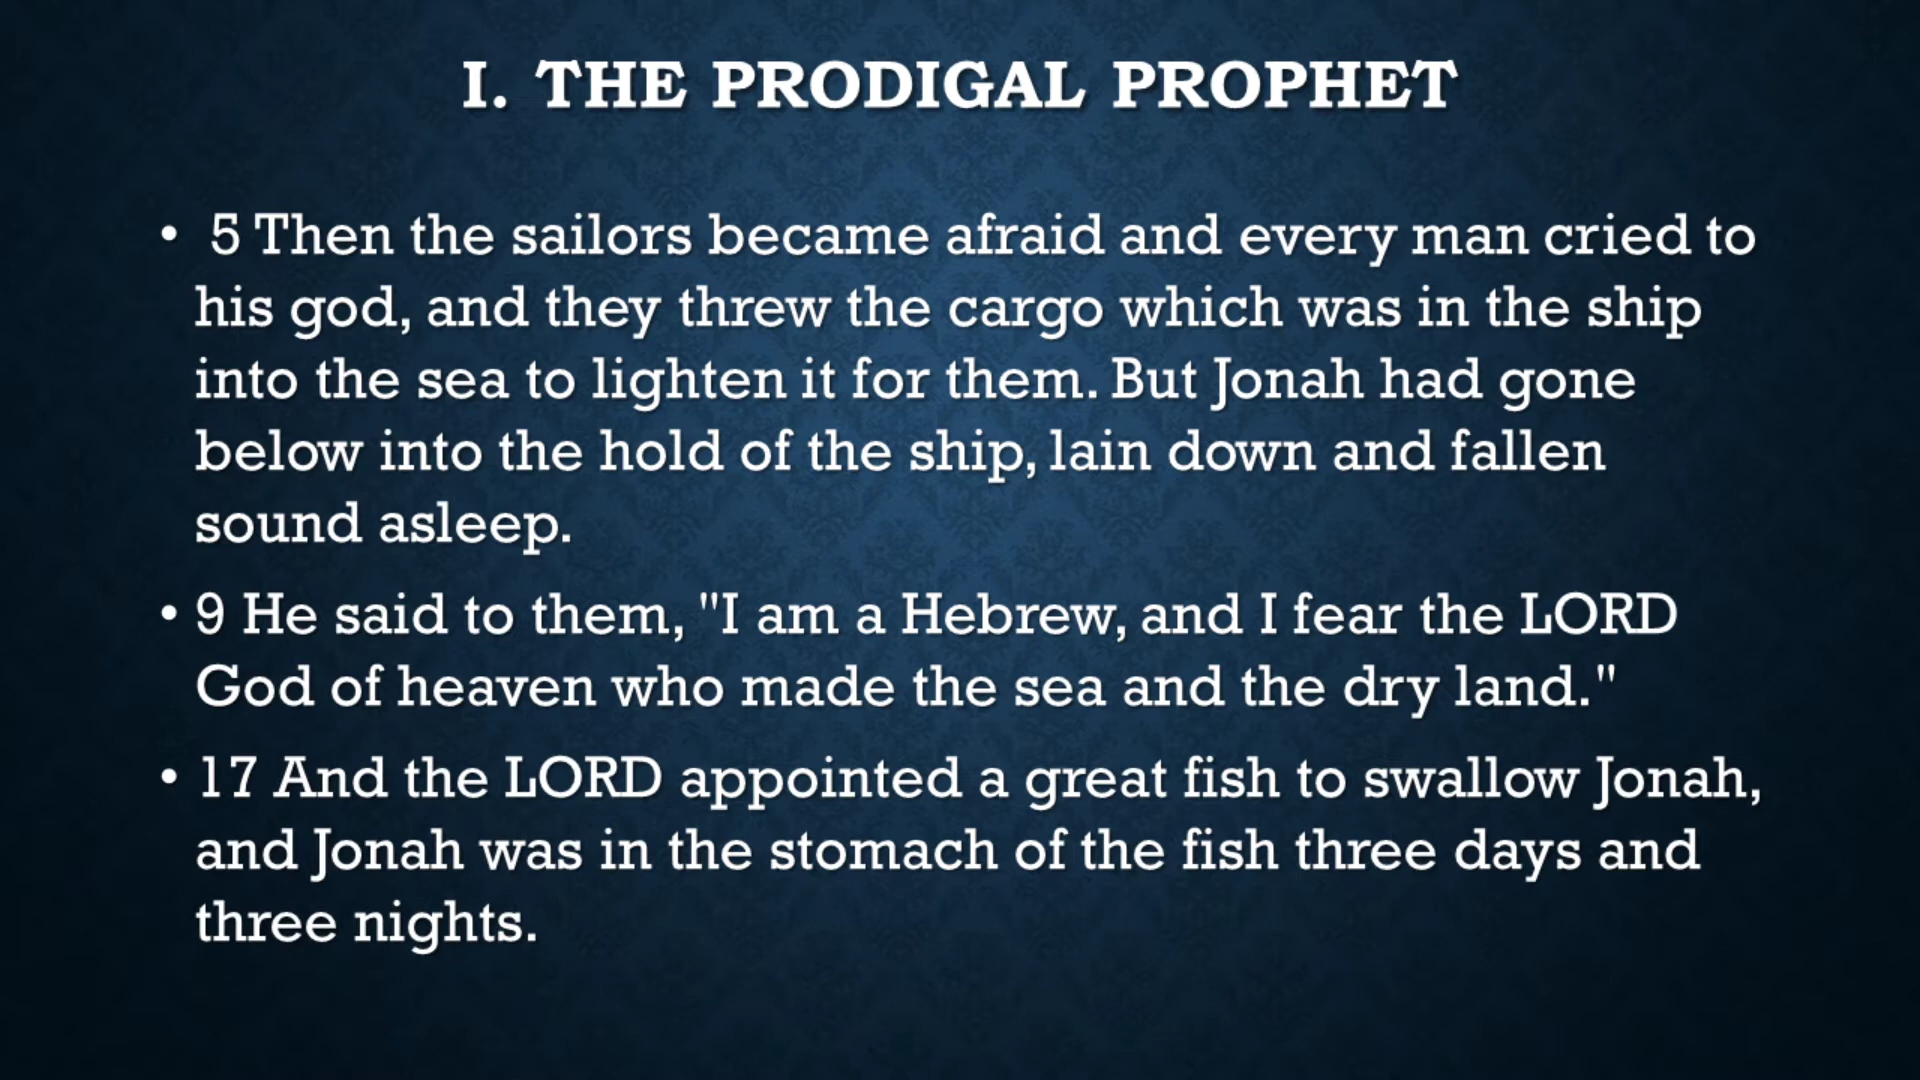 I. THE PRODIGAL PROPHET
• 5 Then the sailors became afraid and every man cried to
his god, and they threw the cargo which was in the ship
into the sea to lighten it for them. But Jonah had gone
below into the hold of the ship, lain down and fallen
sound asleep.
• 9 He said to them, "I am a Hebrew, and I fear the LORD
God of heaven who made the sea and the dry land."
• 17 And the LORD appointed a great fish to swallow Jonah,
and Jonah was in the stomach of the fish three days and
three nights.